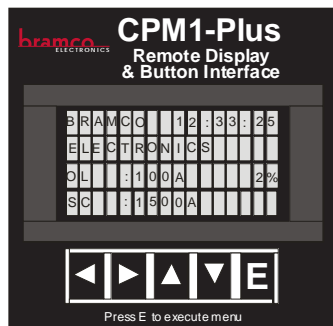 bramco
ELECTRONICS
CPM1-Plus
Remote Display
& Button Interface
BRAMCO 12:33:25
ELECTRONICS
OL :100A 2%
SC :1500A
E
Press E to execute menu